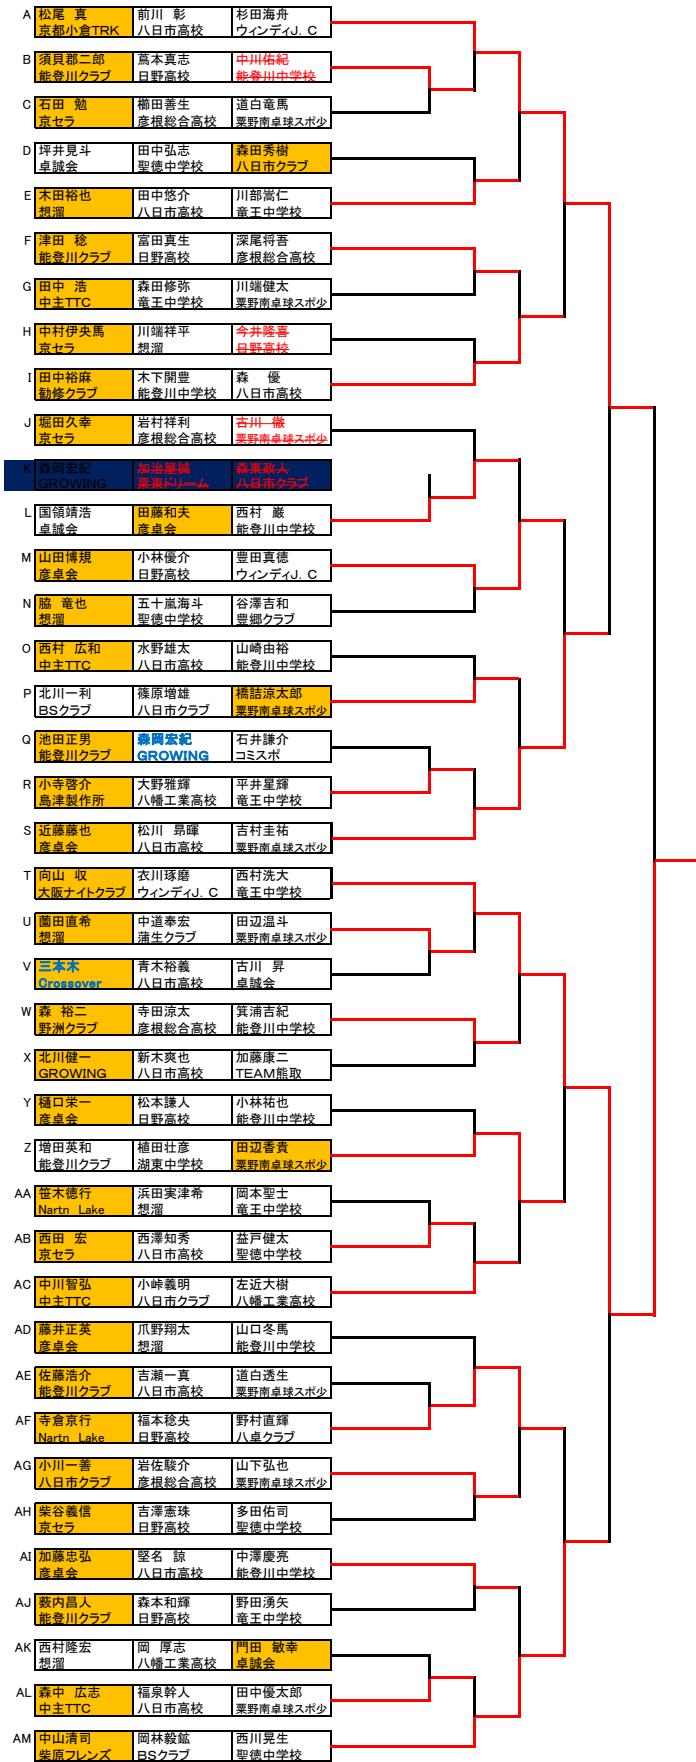 A 松尾 真 前川 彰 杉田海舟
京都小倉TRK 八日市高校 ウィンディJ. C
B 須貝郡二郎 蔦本真志 中川佑紀
能登川クラブ 日野高校 能登川中学校
C 石田 勉 櫛田善生 道白竜馬
京セラ 彦根総合高校 粟野南卓球スポ少
D 坪井見斗 田中弘志 森田秀樹
卓誠会 聖徳中学校 八日市クラブ
E 木田裕也 田中悠介 川部嵩仁
想溜 八日市高校 竜王中学校
F 津田 稔 富田真生 深尾将吾
能登川クラブ 日野高校 彦根総合高校
G 田中 浩 森田修弥 川端健太
中主TTC 竜王中学校 粟野南卓球スポ少
H 中村伊央馬 川端祥平 今井隆喜
京セラ 想溜 日野高校
I 田中裕麻 木下開豊 森 優
勧修クラブ 能登川中学校 八日市高校
J 堀田久幸 岩村祥利 古川 徹
京セラ 彦根総合高校 粟野南卓球スポ少
K 森岡宏紀 加治屋誠 森東政人
GROWING 栗東ドリーム 八日市クラブ
L 国領靖浩 田藤和夫 西村 巌
卓誠会 彦卓会 能登川中学校
M 山田博規 小林優介 豊田真徳
彦卓会 日野高校 ウィンディJ. C
N 脇 竜也 五十嵐海斗 谷澤吉和
想溜 聖徳中学校 豊郷クラブ
O 西村 広和 水野雄太 山崎由裕
中主TTC 八日市高校 能登川中学校
P 北川一利 篠原増雄 橋詰涼太郎
BSクラブ 八日市クラブ 粟野南卓球スポ少
Q 池田正男 森岡宏紀 石井謙介
能登川クラブ GROWING コミスポ
R 小寺啓介 大野雅輝 平井星輝
島津製作所 八幡工業高校 竜王中学校
S 近藤藤也 松川 昂暉 吉村圭祐
彦卓会 八日市高校 粟野南卓球スポ少
T 向山 収 衣川琢磨 西村洸大
大阪ナイトクラブ ウィンディJ. C 竜王中学校
U 薗田直希 中道奉宏 田辺温斗
想溜 蒲生クラブ 粟野南卓球スポ少
V 三本木 青木裕義 古川 昇
Crossover 八日市高校 卓誠会
W 森 裕二 寺田涼太 箕浦吉紀
野洲クラブ 彦根総合高校 能登川中学校
X 北川健一 新木爽也 加藤康二
GROWING 八日市高校 TEAM熊取
Y 樋口栄一 松本謙人 小林祐也
彦卓会 日野高校 能登川中学校
Z 増田英和 植田壮彦 田辺香貴
能登川クラブ 湖東中学校 粟野南卓球スポ少
AA 笹木徳行 浜田実津希 岡本聖士
Nartn Lake 想溜 竜王中学校
AB 西田 宏 西澤知秀 益戸健太
京セラ 八日市高校 聖徳中学校
AC 中川智弘 小峠義明 左近大樹
中主TTC 八日市クラブ 八幡工業高校
AD 藤井正英 爪野翔太 山口冬馬
彦卓会 想溜 能登川中学校
AE 佐藤浩介 吉瀬一真 道白透生
能登川クラブ 八日市高校 粟野南卓球スポ少
AF 寺倉京行 福本稔央 野村直輝
Nartn Lake 日野高校 八卓クラブ
AG 小川一善 岩佐駿介 山下弘也
八日市クラブ 彦根総合高校 粟野南卓球スポ少
AH 柴谷義信 吉澤憲珠 多田佑司
京セラ 日野高校 聖徳中学校
AI 加藤忠弘 堅名 諒 中澤慶亮
彦卓会 八日市高校 能登川中学校
AJ 薮内昌人 森本和輝 野田湧矢
能登川クラブ 日野高校 竜王中学校
AK 西村隆宏 岡 厚志 門田 敏幸
想溜 八幡工業高校 卓誠会
AL 森中 広志 福泉幹人 田中優太郎
中主TTC 八日市高校 粟野南卓球スポ少
AM 中山清司 岡林毅鉱 西川晃生
柴原フレンズ BSクラブ 聖徳中学校